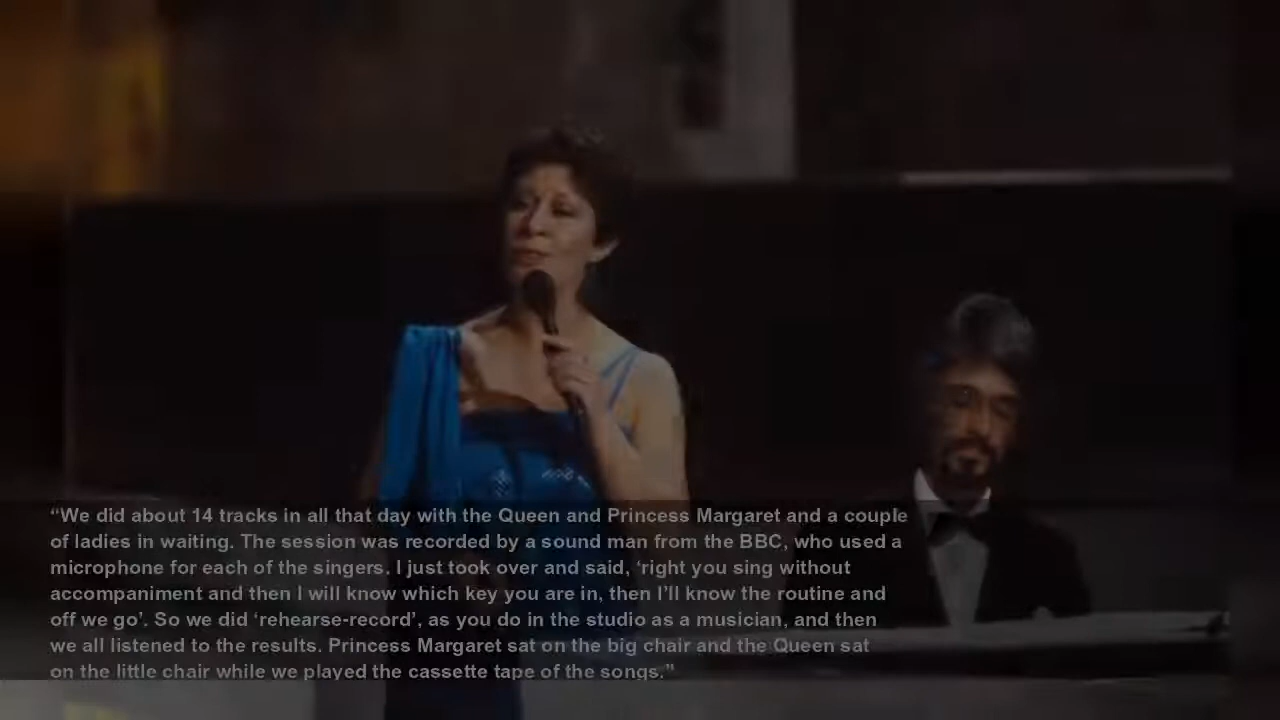 “We did about 14 tracks in all that day with the Queen and Princess Margaret and a couple
of ladies in waiting. The session was recorded by a sound man from the BBC, who used a
microphone for each of the singers. I just took over and said, ‘right you sing without
accompaniment and then I will know which key you are in, then I’ll know the routine and
off we go’. So we did ‘rehearse-record’, as you do in the studio as a musician, and then
we all listened to the results. Princess Margaret sat on the big chair and the Queen sat
on the little chair while we played the cassette tape of the songs.”